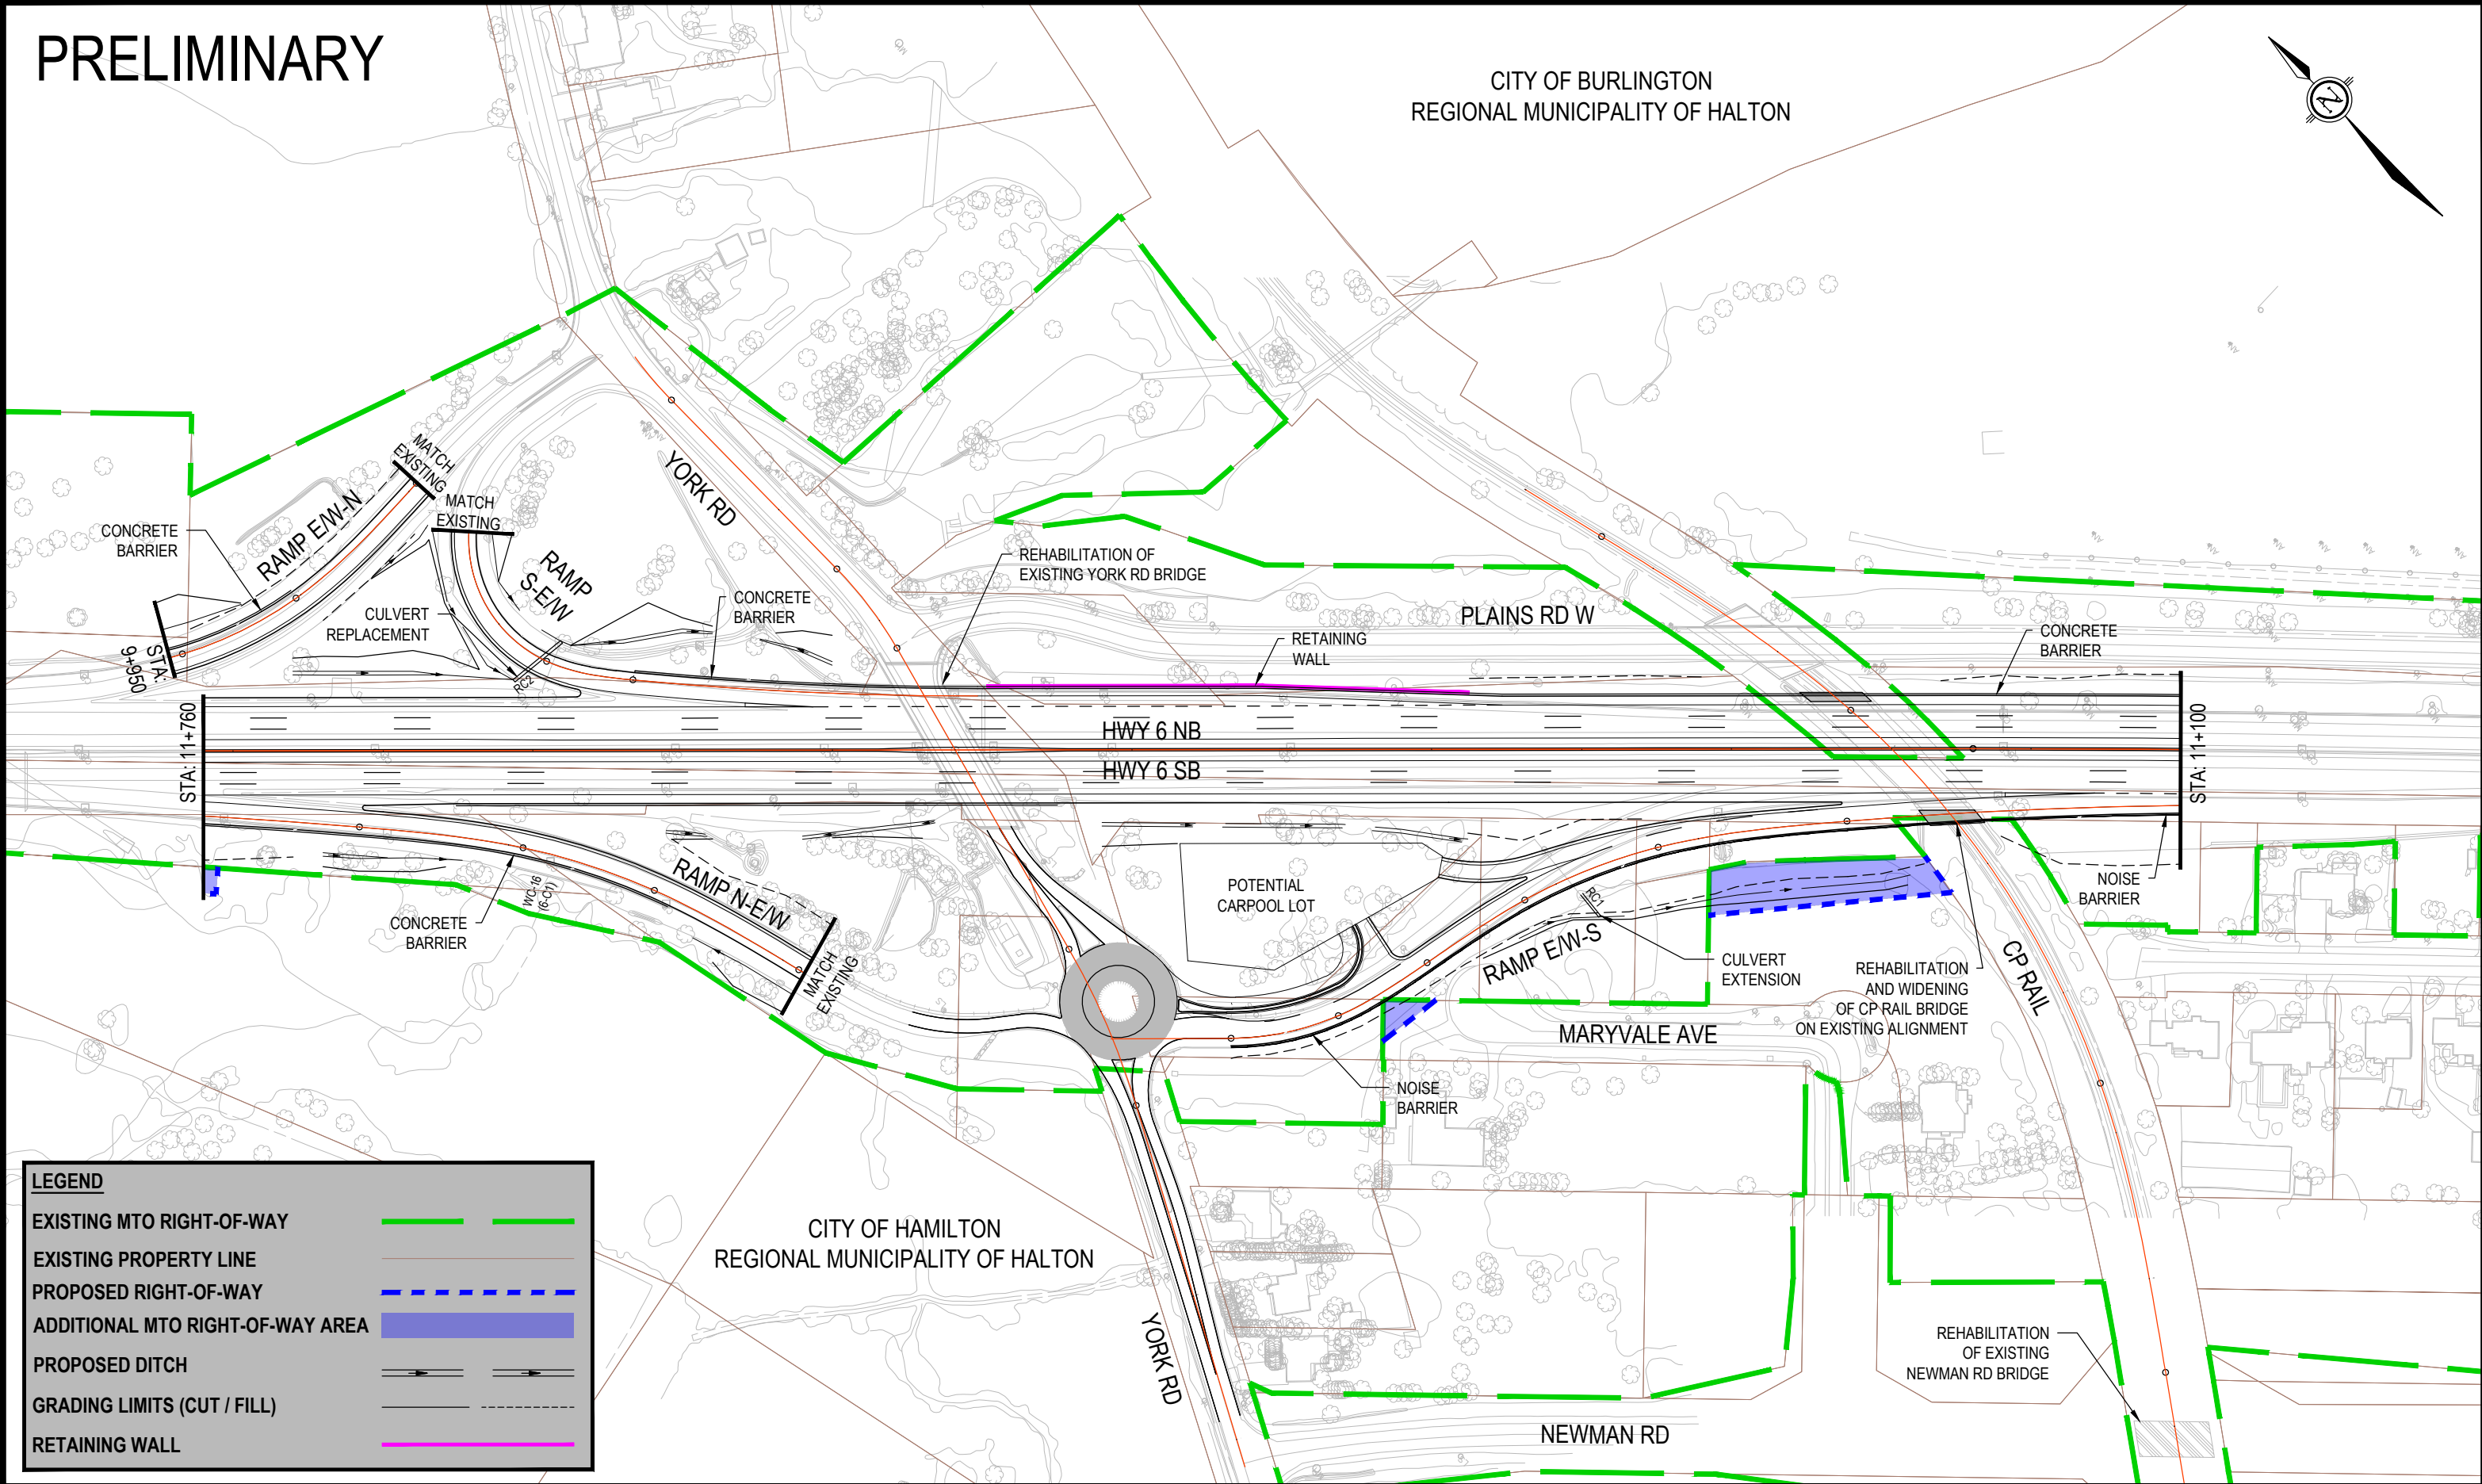 PRELIMINARY
CITY OF BURLINGTON
REGIONAL MUNICIPALITY OF HALTON
N
MATCH
EXISTING
MATCH
EXISTING
CONCRETE
BARRIER
RAMP E/W-N
YORK RD
RAMP
S-E/W
CULVERT
REPLACEMENT
CONCRETE
BARRIER
REHABILITATION OF
EXISTING YORK RD BRIDGE
RETAINING
WALL
PLAINS RD W
CONCRETE
BARRIER
STA:
9+950
RC2
STA: 11+760
HWY 6 NB
HWY 6 SB
STA: 11+100
WC-16
(6-C1)
CONCRETE
BARRIER
RAMP N-E/W
MATCH
EXISTING
POTENTIAL
CARPOOL LOT
RC1
RAMP E/W-S
CULVERT
EXTENSION
NOISE
BARRIER
REHABILITATION
AND WIDENING
OF CP RAIL BRIDGE
ON EXISTING ALIGNMENT
CP RAIL
MARYVALE AVE
NOISE
BARRIER
CITY OF HAMILTON
REGIONAL MUNICIPALITY OF HALTON
YORK RD
NEWMAN RD
REHABILITATION
OF EXISTING
NEWMAN RD BRIDGE
LEGEND
EXISTING MTO RIGHT-OF-WAY
EXISTING PROPERTY LINE
PROPOSED RIGHT-OF-WAY
ADDITIONAL MTO RIGHT-OF-WAY AREA
PROPOSED DITCH
GRADING LIMITS (CUT / FILL)
RETAINING WALL